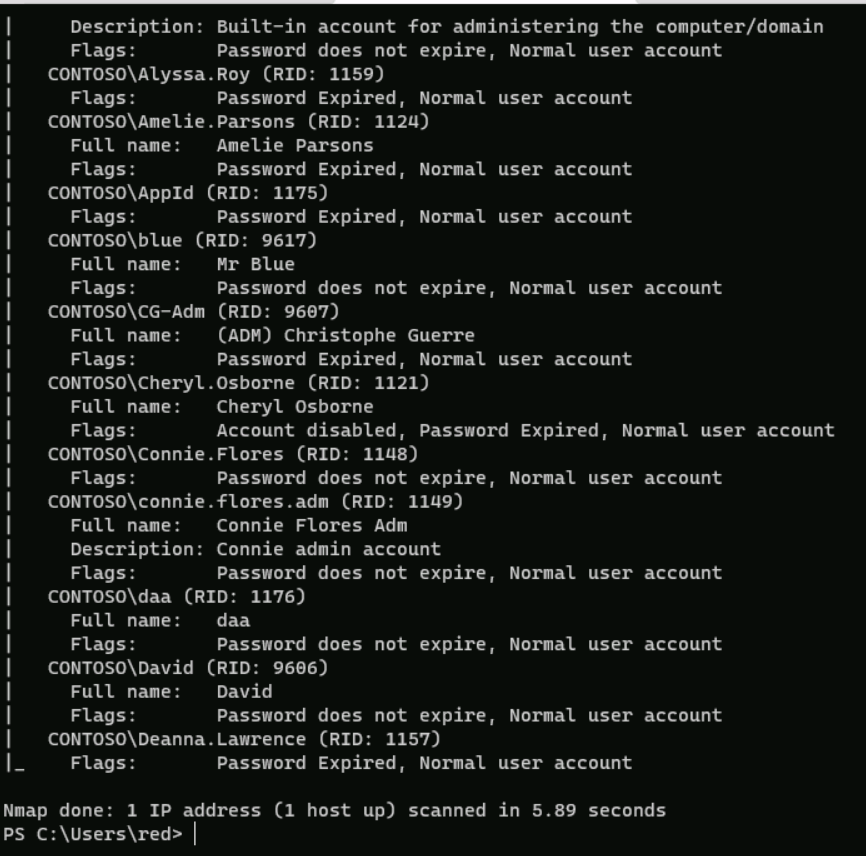 |     Description: Built-in account for administering the computer/domain
|     Flags:       Password does not expire, Normal user account
|   CONTOSO\Alyssa.Roy (RID: 1159)
|     Flags:       Password Expired, Normal user account
|   CONTOSO\Amelie.Parsons (RID: 1124)
|     Full name:   Amelie Parsons
|     Flags:       Password Expired, Normal user account
|   CONTOSO\AppId (RID: 1175)
|     Flags:       Password Expired, Normal user account
|   CONTOSO\blue (RID: 9617)
|     Full name:   Mr Blue
|     Flags:       Password does not expire, Normal user account
|   CONTOSO\CG-Adm (RID: 9607)
|     Full name:   (ADM) Christophe Guerre
|     Flags:       Password Expired, Normal user account
|   CONTOSO\Cheryl.Osborne (RID: 1121)
|     Full name:   Cheryl Osborne
|     Flags:       Account disabled, Password Expired, Normal user account
|   CONTOSO\Connie.Flores (RID: 1148)
|     Flags:       Password does not expire, Normal user account
|   CONTOSO\connie.flores.adm (RID: 1149)
|     Full name:   Connie Flores Adm
|     Description: Connie admin account
|     Flags:       Password does not expire, Normal user account
|   CONTOSO\daa (RID: 1176)
|     Full name:   daa
|     Flags:       Password does not expire, Normal user account
|   CONTOSO\David (RID: 9606)
|     Full name:   David
|     Flags:       Password does not expire, Normal user account
|   CONTOSO\Deanna.Lawrence (RID: 1157)
|_    Flags:       Password Expired, Normal user account
Nmap done: 1 IP address (1 host up) scanned in 5.89 seconds
PS C:\Users\red>